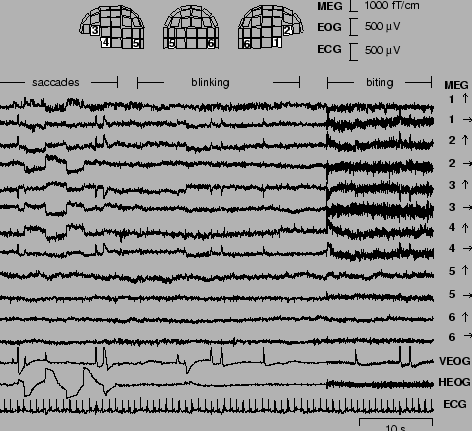 MEG 1000 fT/cm
EOG 500 µV
ECG 500 µV
3 4 5
5 6
6 1 2
saccades blinking biting MEG
1 ↑
1 →
2 ↑
2 →
3 ↑
3 →
4 ↑
4 →
5 ↑
5 →
6 ↑
6 →
VEOG
HEOG
ECG
10 s